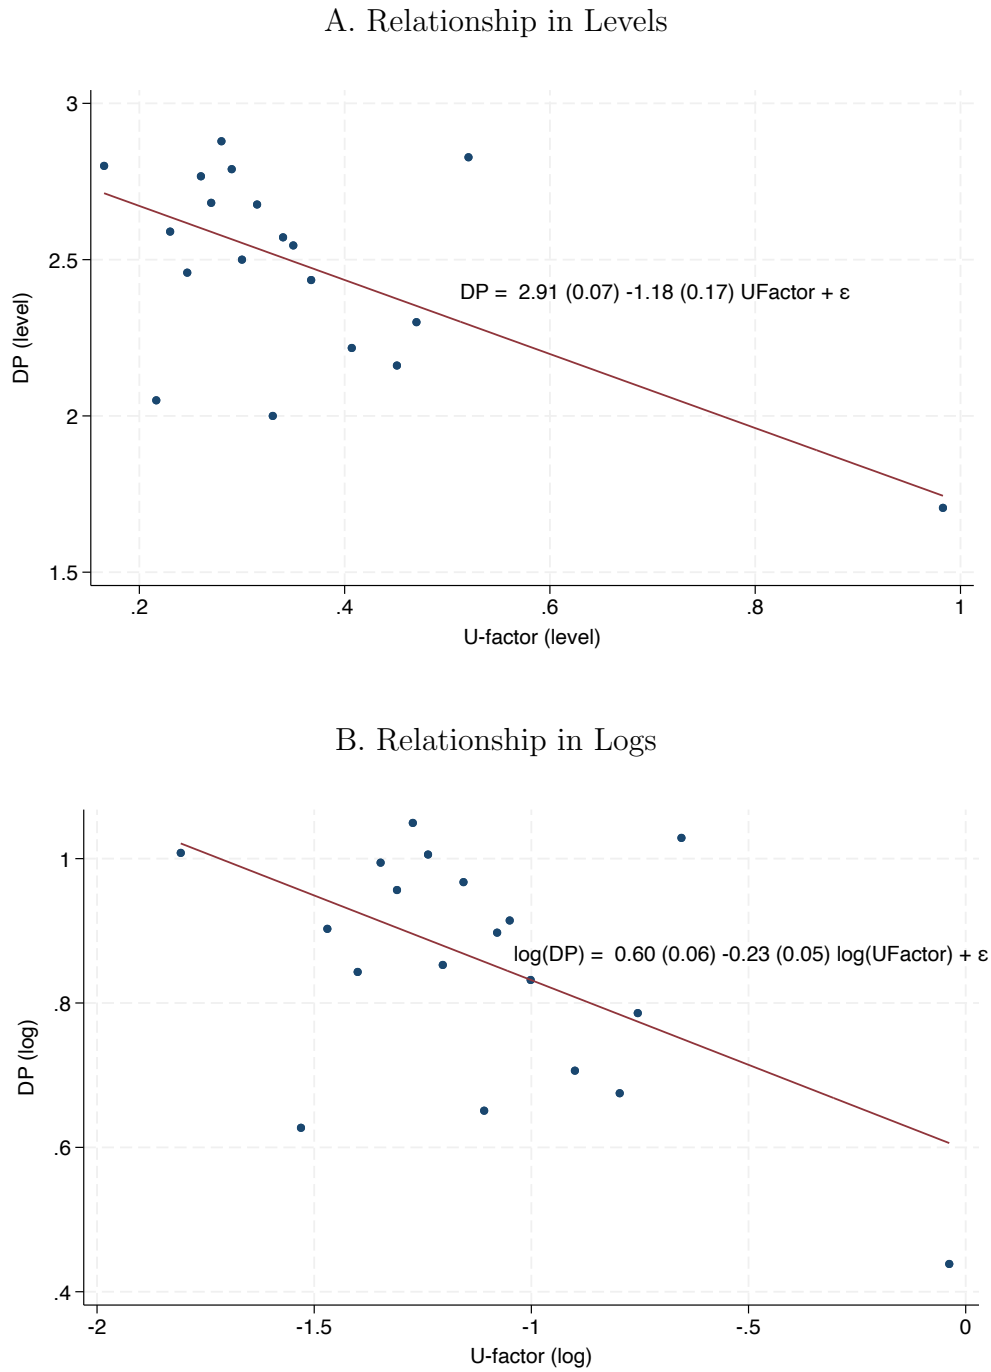 A. Relationship in Levels
3
2.5
2
1.5
DP (level)
DP =  2.91 (0.07) -1.18 (0.17) UFactor + ε
.2 .4 .6 .8 1
U-factor (level)
B. Relationship in Logs
1
.8
.6
.4
DP (log)
log(DP) =  0.60 (0.06) -0.23 (0.05) log(UFactor) + ε
-2 -1.5 -1 -.5 0
U-factor (log)